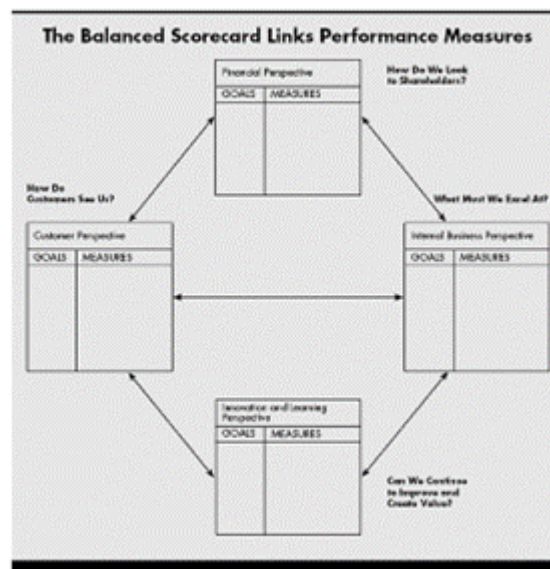 The Balanced Scorecard Links Performance Measures
Financial Perspective
GOALS MEASURES
How Do We Look
to Shareholders?
How Do
Customers See Us?
What Must We Excel At?
Customer Perspective
GOALS MEASURES
Internal Business Perspective
GOALS MEASURES
Innovation and Learning
Perspective
GOALS MEASURES
Can We Continue
to Improve and
Create Value?